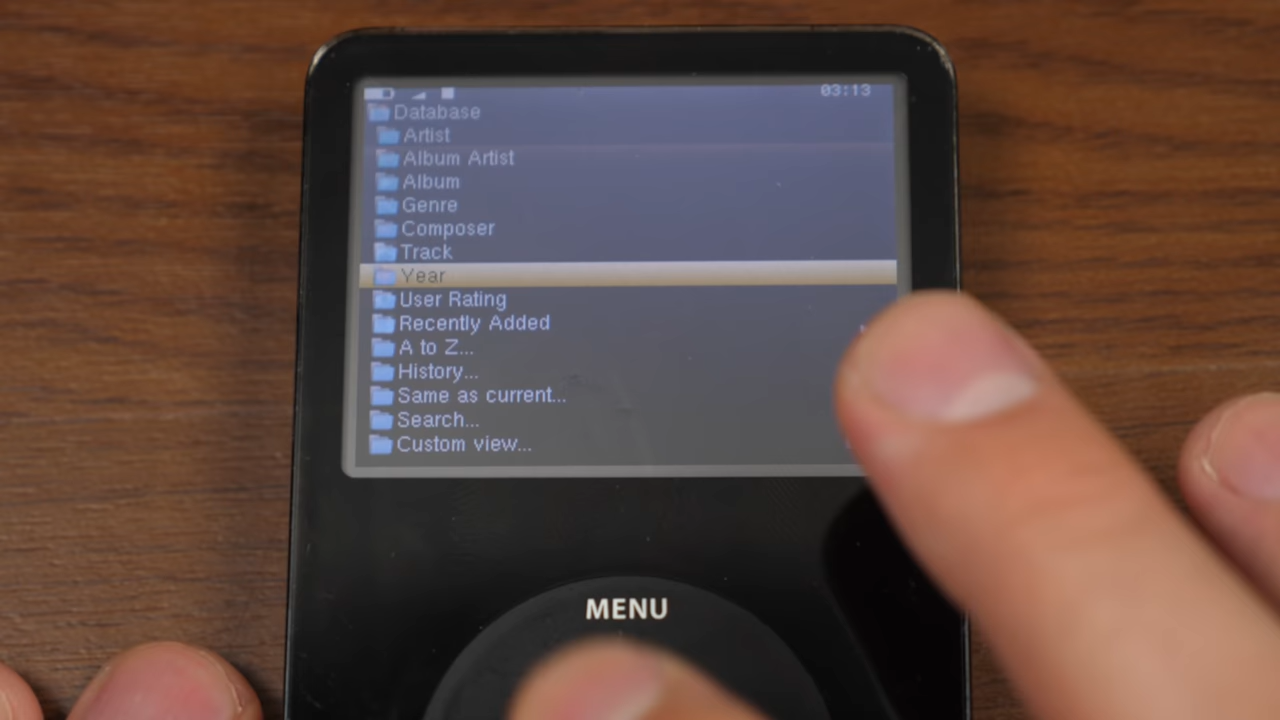 03:13
Database
Artist
Album Artist
Album
Genre
Composer
Track
Year
User Rating
Recently Added
A to Z...
History...
Same as current...
Search...
Custom view...
MENU